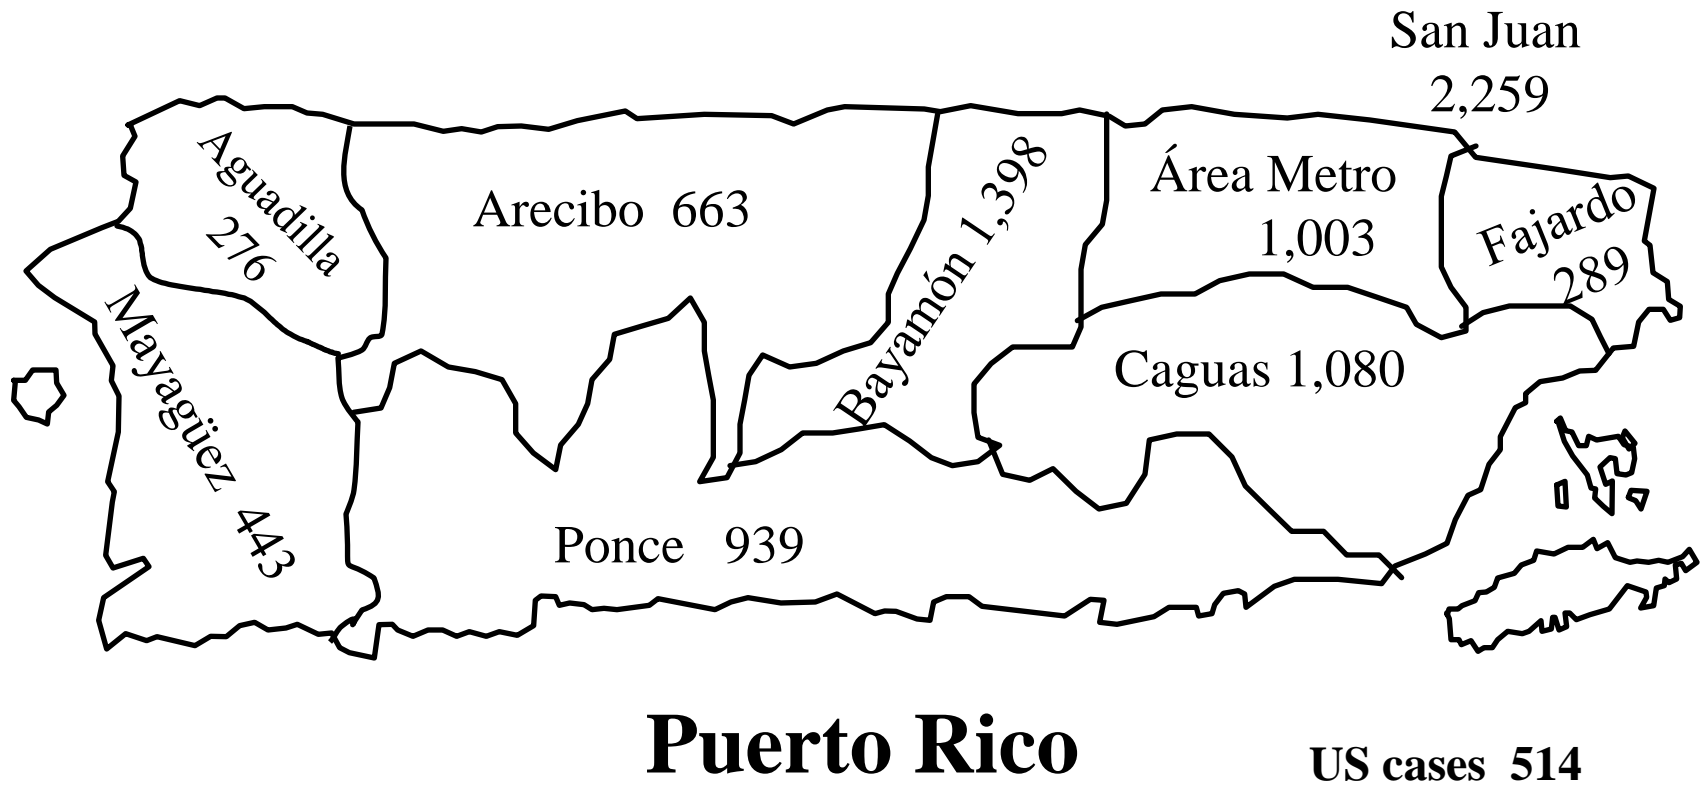 San Juan
2,259
Aguadilla
276
Arecibo 663
Bayamón 1,398
Área Metro
1,003
Fajardo
289
Mayagüez 443
Caguas 1,080
Ponce 939
Puerto Rico
US cases 514